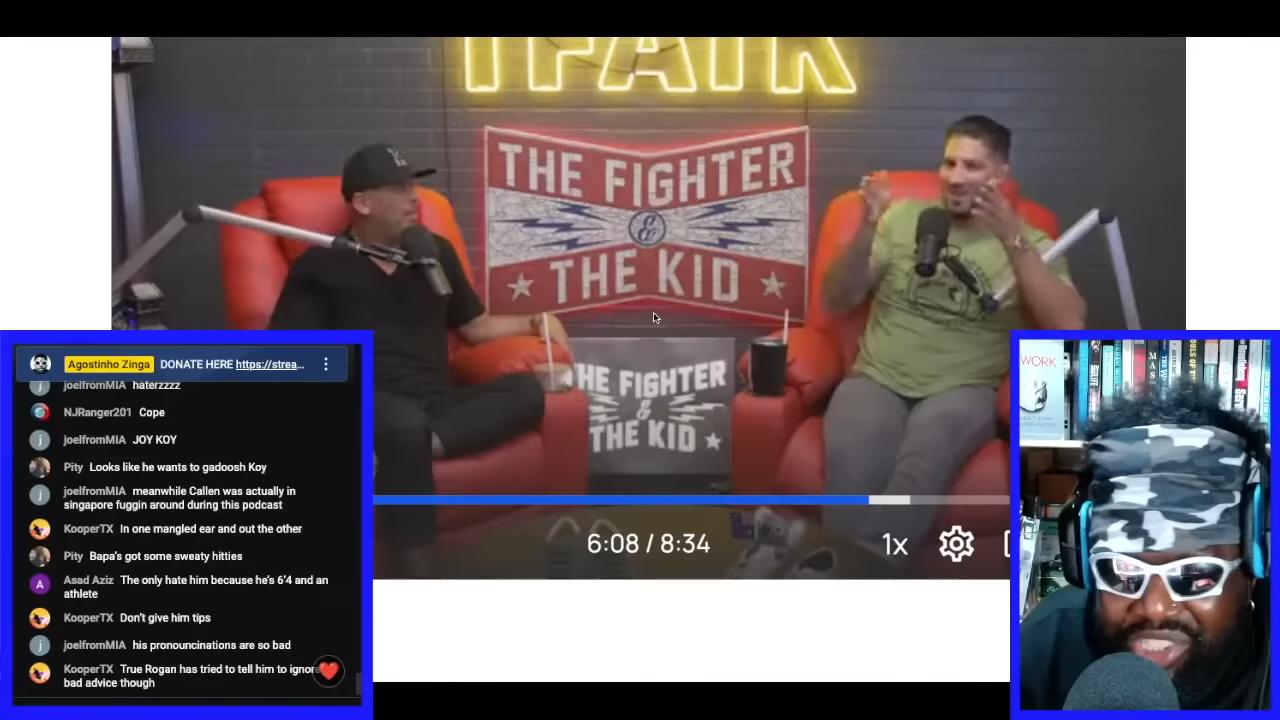 TFATK
THE FIGHTER
&
THE KID
THE FIGHTER
&
THE KID
6:08 / 8:34
1x
Agostinho Zinga DONATE HERE https://strea...
joelfromMIA haterzzzz
NJRanger201 Cope
joelfromMIA JOY KOY
Pity Looks like he wants to gadoosh Koy
joelfromMIA meanwhile Callen was actually in
singapore fuggin around during this podcast
KooperTX In one mangled ear and out the other
Pity Bapa's got some sweaty hitties
Asad Aziz The only hate him because he's 6'4 and an
athlete
KooperTX Don't give him tips
joelfromMIA his pronouncinations are so bad
KooperTX True Rogan has tried to tell him to ignor
bad advice though
WORK